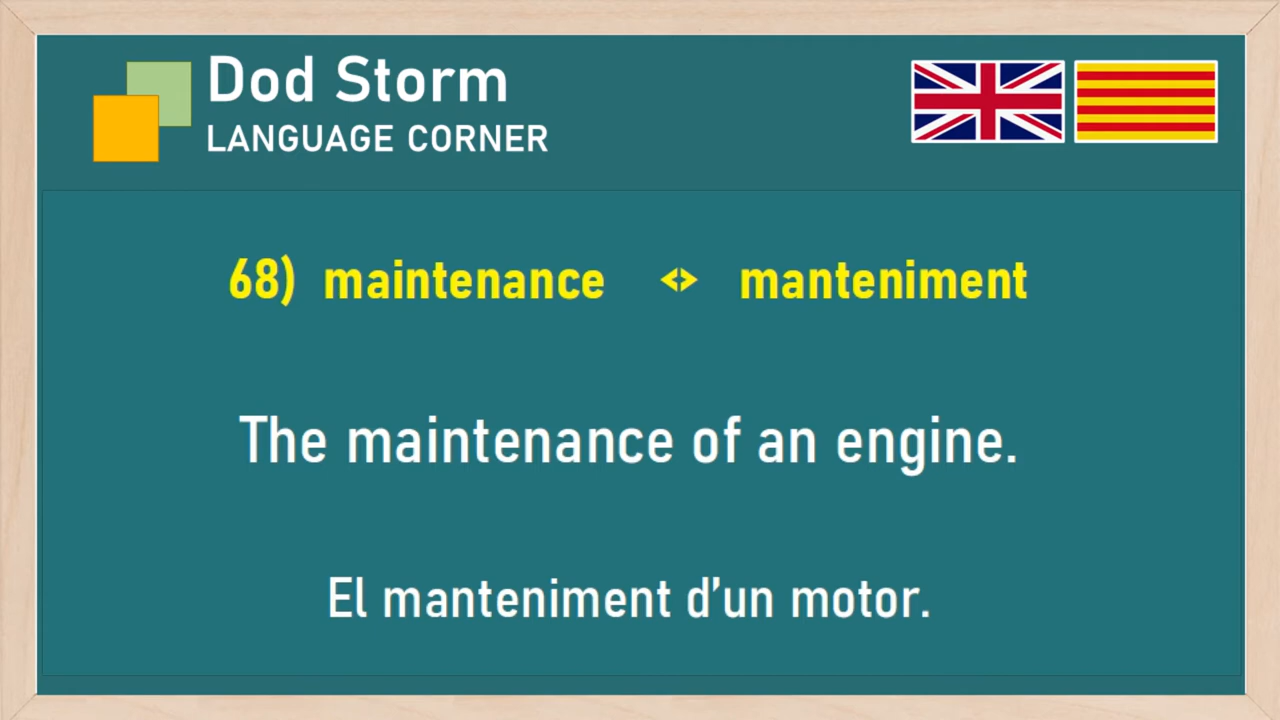 Dod Storm
LANGUAGE CORNER
68) maintenance <> manteniment
The maintenance of an engine.
El manteniment d’un motor.